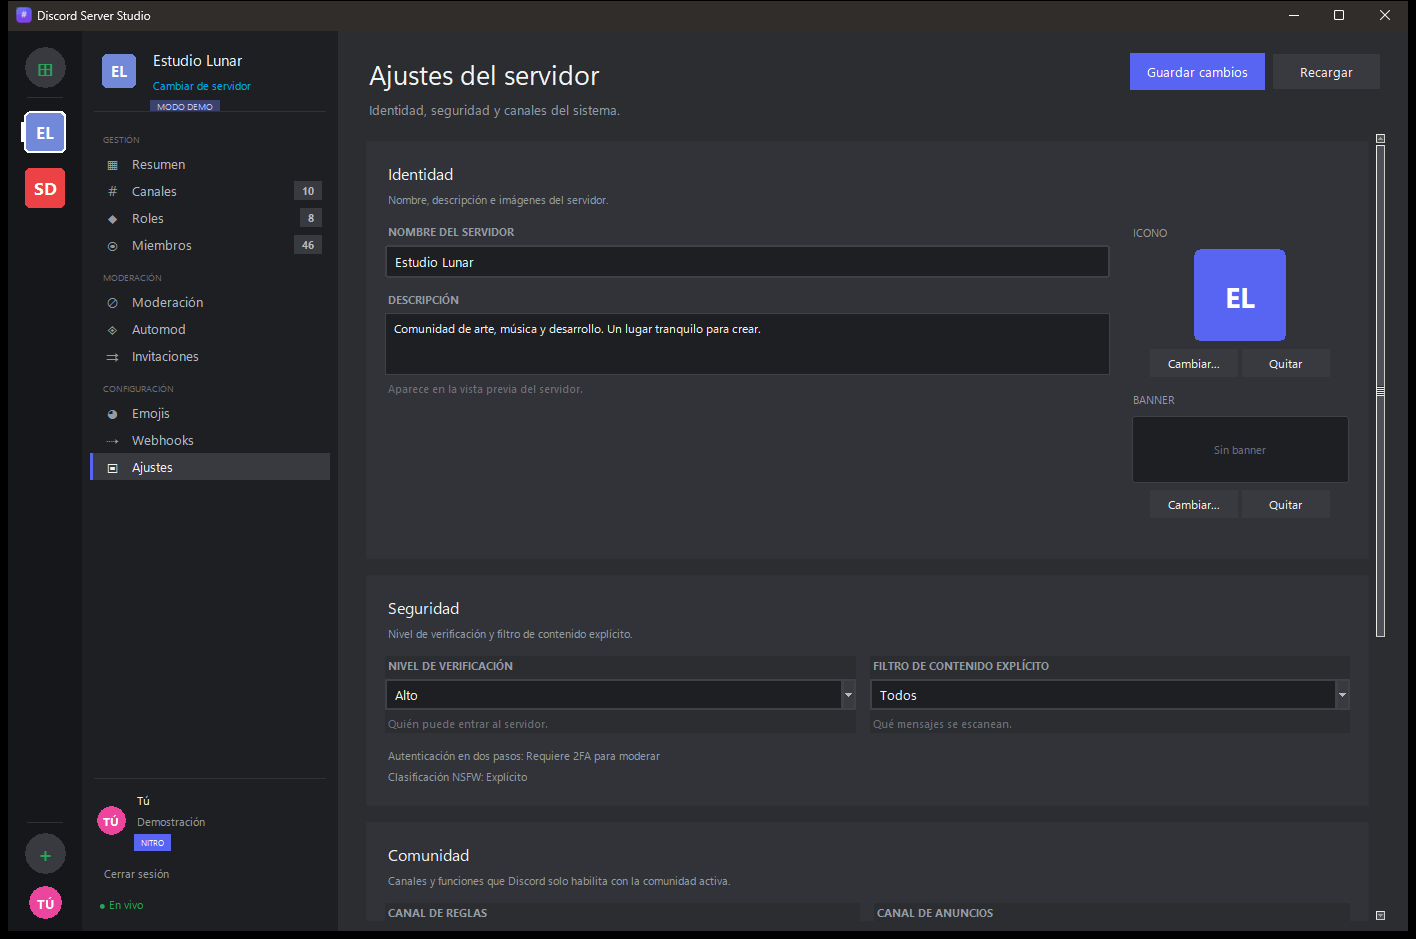 Discord Server Studio
EL
SD
EL
Estudio Lunar
Cambiar de servidor
MODO DEMO
GESTIÓN
Resumen
# Canales 10
Roles 8
Miembros 46
MODERACIÓN
Moderación
Automod
Invitaciones
CONFIGURACIÓN
Emojis
Webhooks
Ajustes
TÚ
Tú
Demostración
NITRO
Cerrar sesión
En vivo
+
TÚ
Ajustes del servidor
Identidad, seguridad y canales del sistema.
Guardar cambios
Recargar
Identidad
Nombre, descripción e imágenes del servidor.
NOMBRE DEL SERVIDOR
Estudio Lunar
DESCRIPCIÓN
Comunidad de arte, música y desarrollo. Un lugar tranquilo para crear.
Aparece en la vista previa del servidor.
ICONO
EL
Cambiar... Quitar
BANNER
Sin banner
Cambiar... Quitar
Seguridad
Nivel de verificación y filtro de contenido explícito.
NIVEL DE VERIFICACIÓN
Alto
Quién puede entrar al servidor.
FILTRO DE CONTENIDO EXPLÍCITO
Todos
Qué mensajes se escanean.
Autenticación en dos pasos: Requiere 2FA para moderar
Clasificación NSFW: Explícito
Comunidad
Canales y funciones que Discord solo habilita con la comunidad activa.
CANAL DE REGLAS
CANAL DE ANUNCIOS